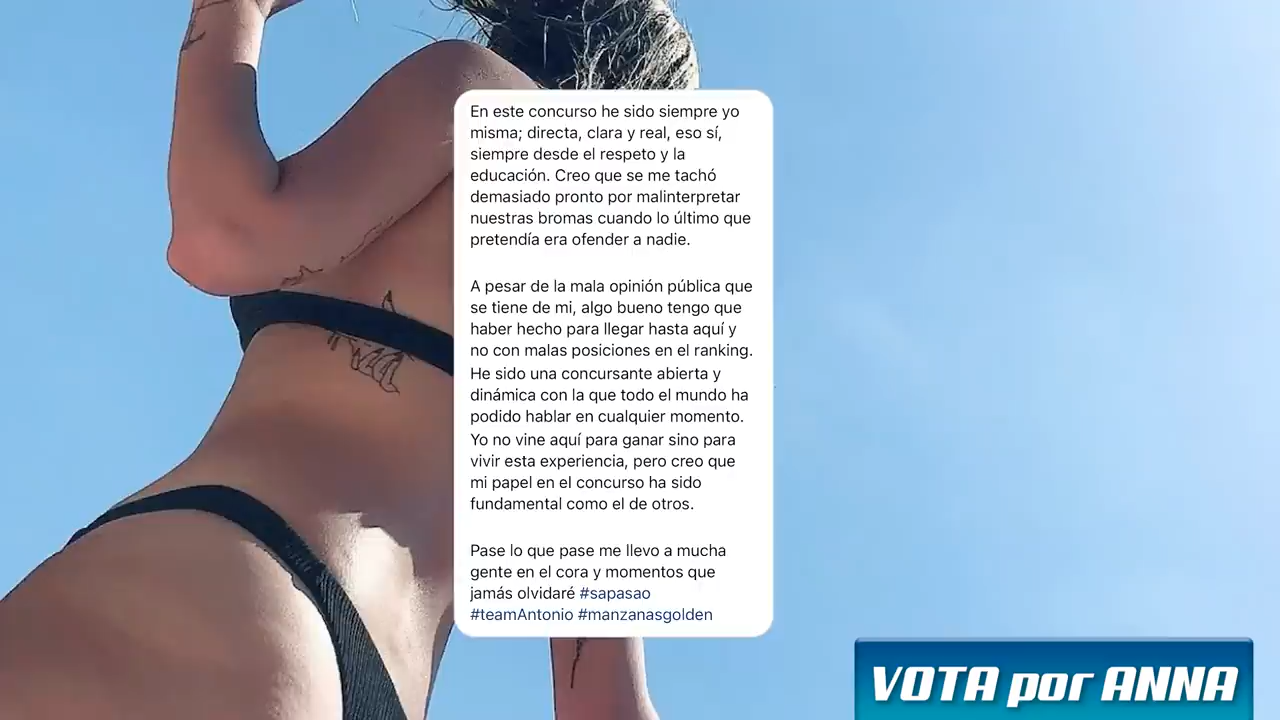 En este concurso he sido siempre yo
misma; directa, clara y real, eso sí,
siempre desde el respeto y la
educación. Creo que se me tachó
demasiado pronto por malinterpretar
nuestras bromas cuando lo último que
pretendía era ofender a nadie.
A pesar de la mala opinión pública que
se tiene de mi, algo bueno tengo que
haber hecho para llegar hasta aquí y
no con malas posiciones en el ranking.
He sido una concursante abierta y
dinámica con la que todo el mundo ha
podido hablar en cualquier momento.
Yo no vine aquí para ganar sino para
vivir esta experiencia, pero creo que
mi papel en el concurso ha sido
fundamental como el de otros.
Pase lo que pase me llevo a mucha
gente en el cora y momentos que
jamás olvidaré #sapasao
#teamAntonio #manzanasgolden
VOTA por ANNA